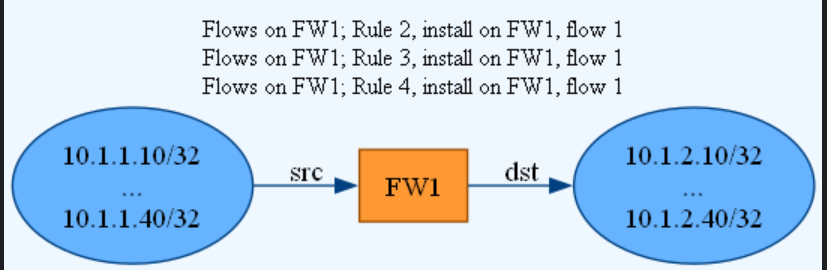 Flows on FW1; Rule 2, install on FW1, flow 1
Flows on FW1; Rule 3, install on FW1, flow 1
Flows on FW1; Rule 4, install on FW1, flow 1
10.1.1.10/32
...
10.1.1.40/32
src
FW1
dst
10.1.2.10/32
...
10.1.2.40/32